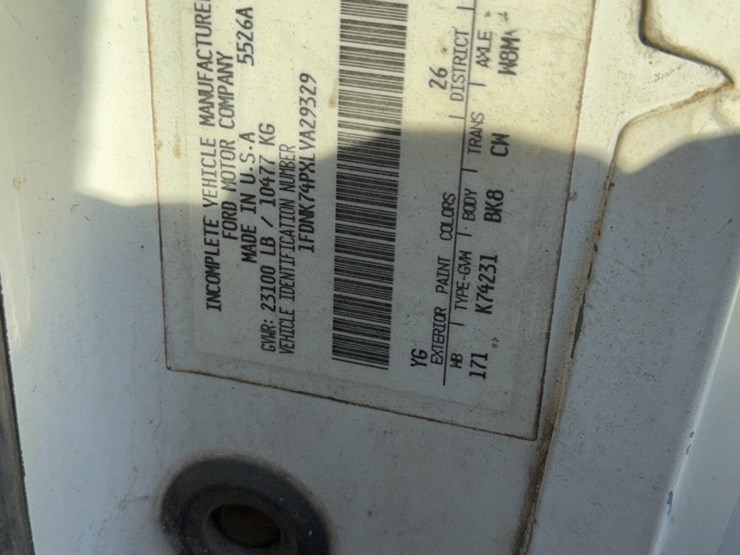 INCOMPLETE VEHICLE MANUFACTURE
FORD MOTOR COMPANY
MADE IN U.S.A 5526A
GVWR: 23100 LB / 10477 KG
VEHICLE IDENTIFICATION NUMBER
1FDNK74PXLVA29329
YG 26
EXTERIOR PAINT COLORS DISTRICT
WB TYPE-GVW BODY TRANS AXLE
171 K74231 BK8 CW W8M